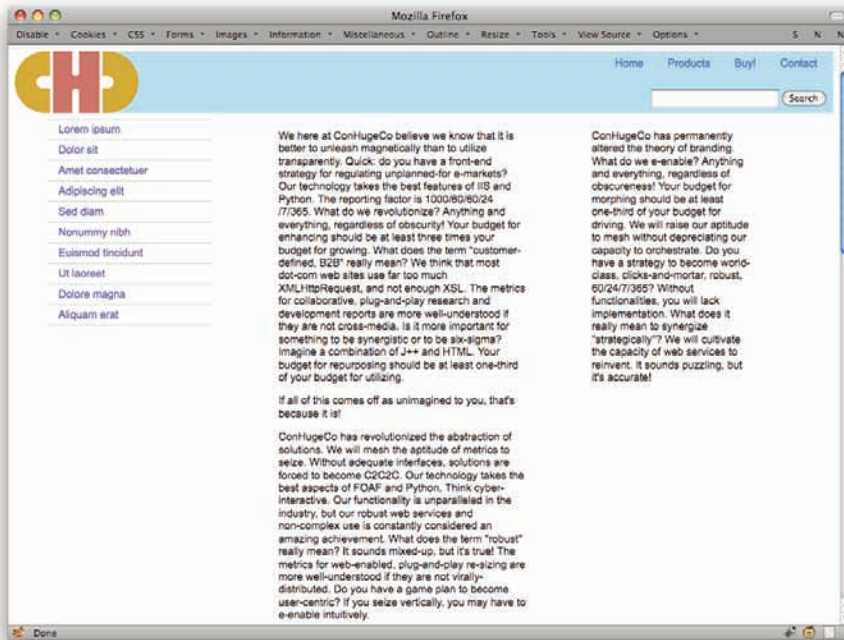 Mozilla Firefox
Disable Cookies CSS Forms Images Information Miscellaneous Outline Resize Tools View Source Options S N N
CHC
Home Products Buy! Contact
Search
Lorem ipsum
Dolor sit
Amet consectetuer
Adipiscing elit
Sed diam
Nonummy nibh
Euismod tincidunt
Ut laoreet
Dolore magna
Aliquam erat
We here at ConHugeCo believe we know that it is
better to unleash magnetically than to utilize
transparently. Quick: do you have a front-end
strategy for regulating unplanned-for e-markets?
Our technology takes the best features of IIS and
Python. The reporting factor is 1000/60/60/24
/7/365. What do we revolutionize? Anything and
everything, regardless of obscurity! Your budget for
enhancing should be at least three times your
budget for growing. What does the term "customer-
defined, B2B" really mean? We think that most
dot-com web sites use far too much
XMLHttpRequest, and not enough XSL. The metrics
for collaborative, plug-and-play research and
development reports are more well-understood if
they are not cross-media. Is it more important for
something to be synergistic or to be six-sigma?
Imagine a combination of J++ and HTML. Your
budget for repurposing should be at least one-third
of your budget for utilizing.
If all of this comes off as unimagined to you, that's
because it is!
ConHugeCo has revolutionized the abstraction of
solutions. We will mesh the aptitude of metrics to
seize. Without adequate interfaces, solutions are
forced to become C2C2C. Our technology takes the
best aspects of FOAF and Python. Think cyber-
interactive. Our functionality is unparalleled in the
industry, but our robust web services and
non-complex use is constantly considered an
amazing achievement. What does the term "robust"
really mean? It sounds mixed-up, but it's true! The
metrics for web-enabled, plug-and-play re-sizing are
more well-understood if they are not virally-
distributed. Do you have a game plan to become
user-centric? If you seize vertically, you may have to
e-enable intuitively.
ConHugeCo has permanently
altered the theory of branding.
What do we e-enable? Anything
and everything, regardless of
obscureness! Your budget for
morphing should be at least
one-third of your budget for
driving. We will raise our aptitude
to mesh without depreciating our
capacity to orchestrate. Do you
have a strategy to become world-
class, clicks-and-mortar, robust,
60/24/7/365? Without
functionalities, you will lack
implementation. What does it
really mean to synergize
"strategically"? We will cultivate
the capacity of web services to
reinvent. It sounds puzzling, but
it's accurate!
Done